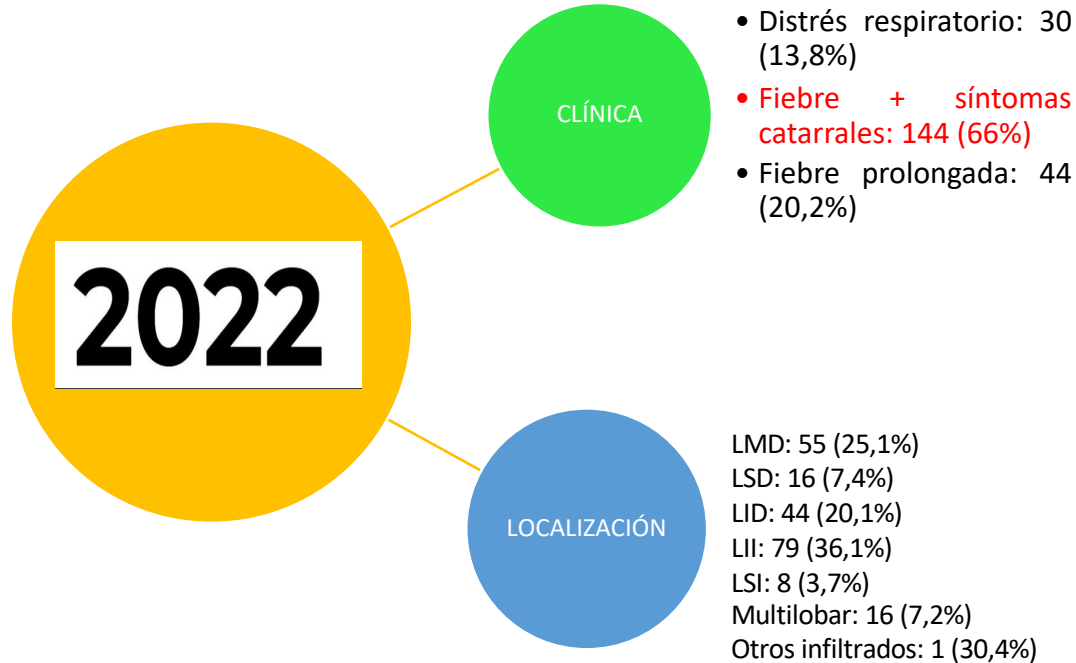 2022
CLÍNICA
• Distrés respiratorio: 30
(13,8%)
• Fiebre + síntomas
catarrales: 144 (66%)
• Fiebre prolongada: 44
(20,2%)
LOCALIZACIÓN
LMD: 55 (25,1%)
LSD: 16 (7,4%)
LID: 44 (20,1%)
LII: 79 (36,1%)
LSI: 8 (3,7%)
Multilobar: 16 (7,2%)
Otros infiltrados: 1 (30,4%)